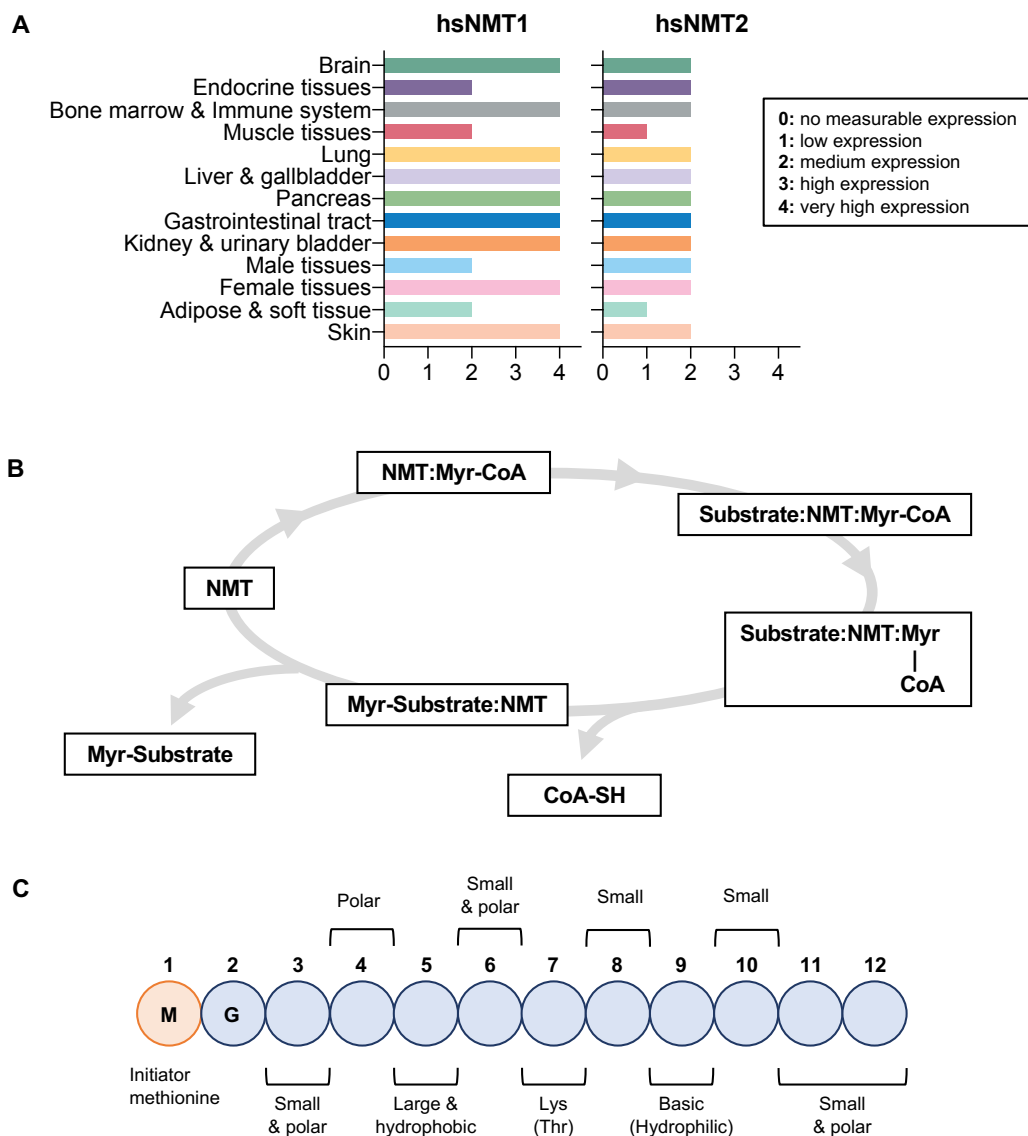 A
hsNMT1
hsNMT2
Brain
Endocrine tissues
Bone marrow & Immune system
Muscle tissues
Lung
Liver & gallbladder
Pancreas
Gastrointestinal tract
Kidney & urinary bladder
Male tissues
Female tissues
Adipose & soft tissue
Skin
0 1 2 3 4
0 1 2 3 4
0: no measurable expression
1: low expression
2: medium expression
3: high expression
4: very high expression
B
NMT:Myr-CoA
Substrate:NMT:Myr-CoA
NMT
Substrate:NMT:Myr
CoA
Myr-Substrate:NMT
Myr-Substrate
CoA-SH
C
Polar
Small
& polar
Small
Small
1 2 3 4 5 6 7 8 9 10 11 12
M G
Initiator
methionine
Small
& polar
Large &
hydrophobic
Lys
(Thr)
Basic
(Hydrophilic)
Small
& polar